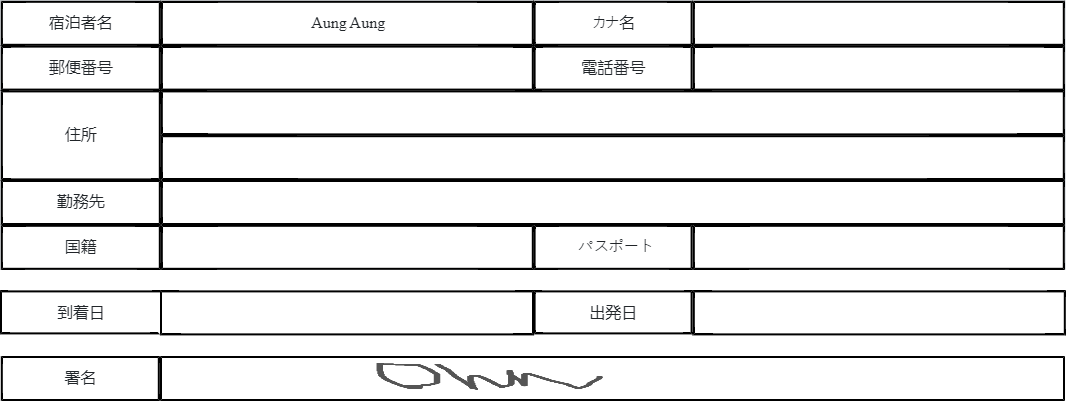 宿泊者名 Aung Aung カナ名
郵便番号 電話番号
住所
勤務先
国籍 パスポート
到着日 出発日
署名